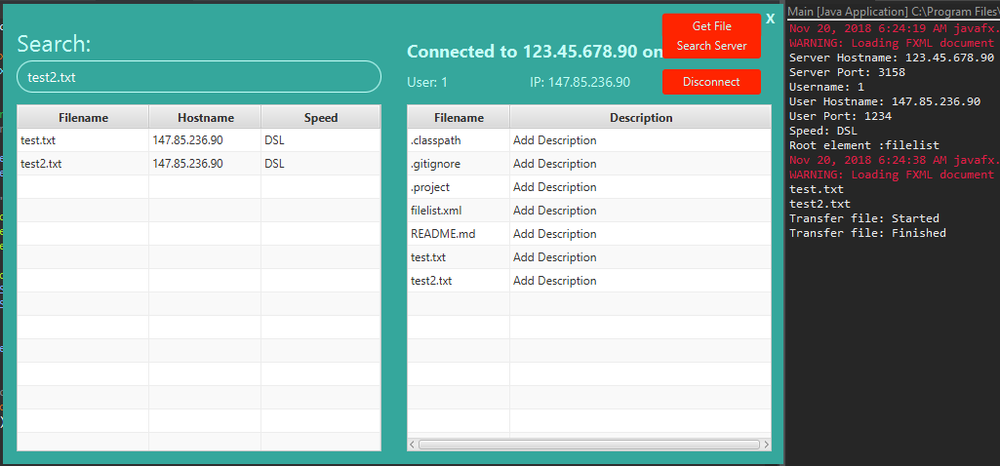 Search:
test2.txt
Filename Hostname Speed
test.txt 147.85.236.90 DSL
test2.txt 147.85.236.90 DSL
Get File
Search Server
X
Connected to 123.45.678.90 on
User: 1 IP: 147.85.236.90 Disconnect
Filename Description
.classpath Add Description
.gitignore Add Description
.project Add Description
filelist.xml Add Description
README.md Add Description
test.txt Add Description
test2.txt Add Description
Main [Java Application] C:\Program Files\
Nov 20, 2018 6:24:19 AM javafx.
WARNING: Loading FXML document
Server Hostname: 123.45.678.90
Server Port: 3158
Username: 1
User Hostname: 147.85.236.90
User Port: 1234
Speed: DSL
Root element :filelist
Nov 20, 2018 6:24:38 AM javafx.
WARNING: Loading FXML document
test.txt
test2.txt
Transfer file: Started
Transfer file: Finished